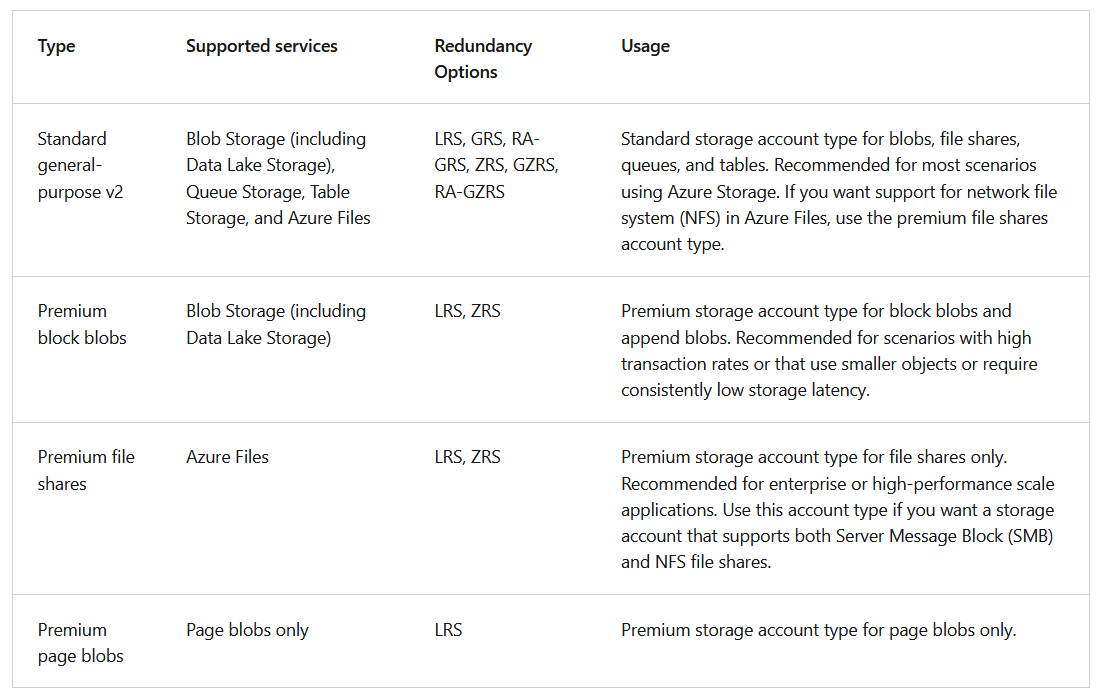 Type
Supported services
Redundancy
Options
Usage
Standard
general-
purpose v2
Blob Storage (including
Data Lake Storage),
Queue Storage, Table
Storage, and Azure Files
LRS, GRS, RA-
GRS, ZRS, GZRS,
RA-GZRS
Standard storage account type for blobs, file shares,
queues, and tables. Recommended for most scenarios
using Azure Storage. If you want support for network file
system (NFS) in Azure Files, use the premium file shares
account type.
Premium
block blobs
Blob Storage (including
Data Lake Storage)
LRS, ZRS
Premium storage account type for block blobs and
append blobs. Recommended for scenarios with high
transaction rates or that use smaller objects or require
consistently low storage latency.
Premium file
shares
Azure Files
LRS, ZRS
Premium storage account type for file shares only.
Recommended for enterprise or high-performance scale
applications. Use this account type if you want a storage
account that supports both Server Message Block (SMB)
and NFS file shares.
Premium
page blobs
Page blobs only
LRS
Premium storage account type for page blobs only.